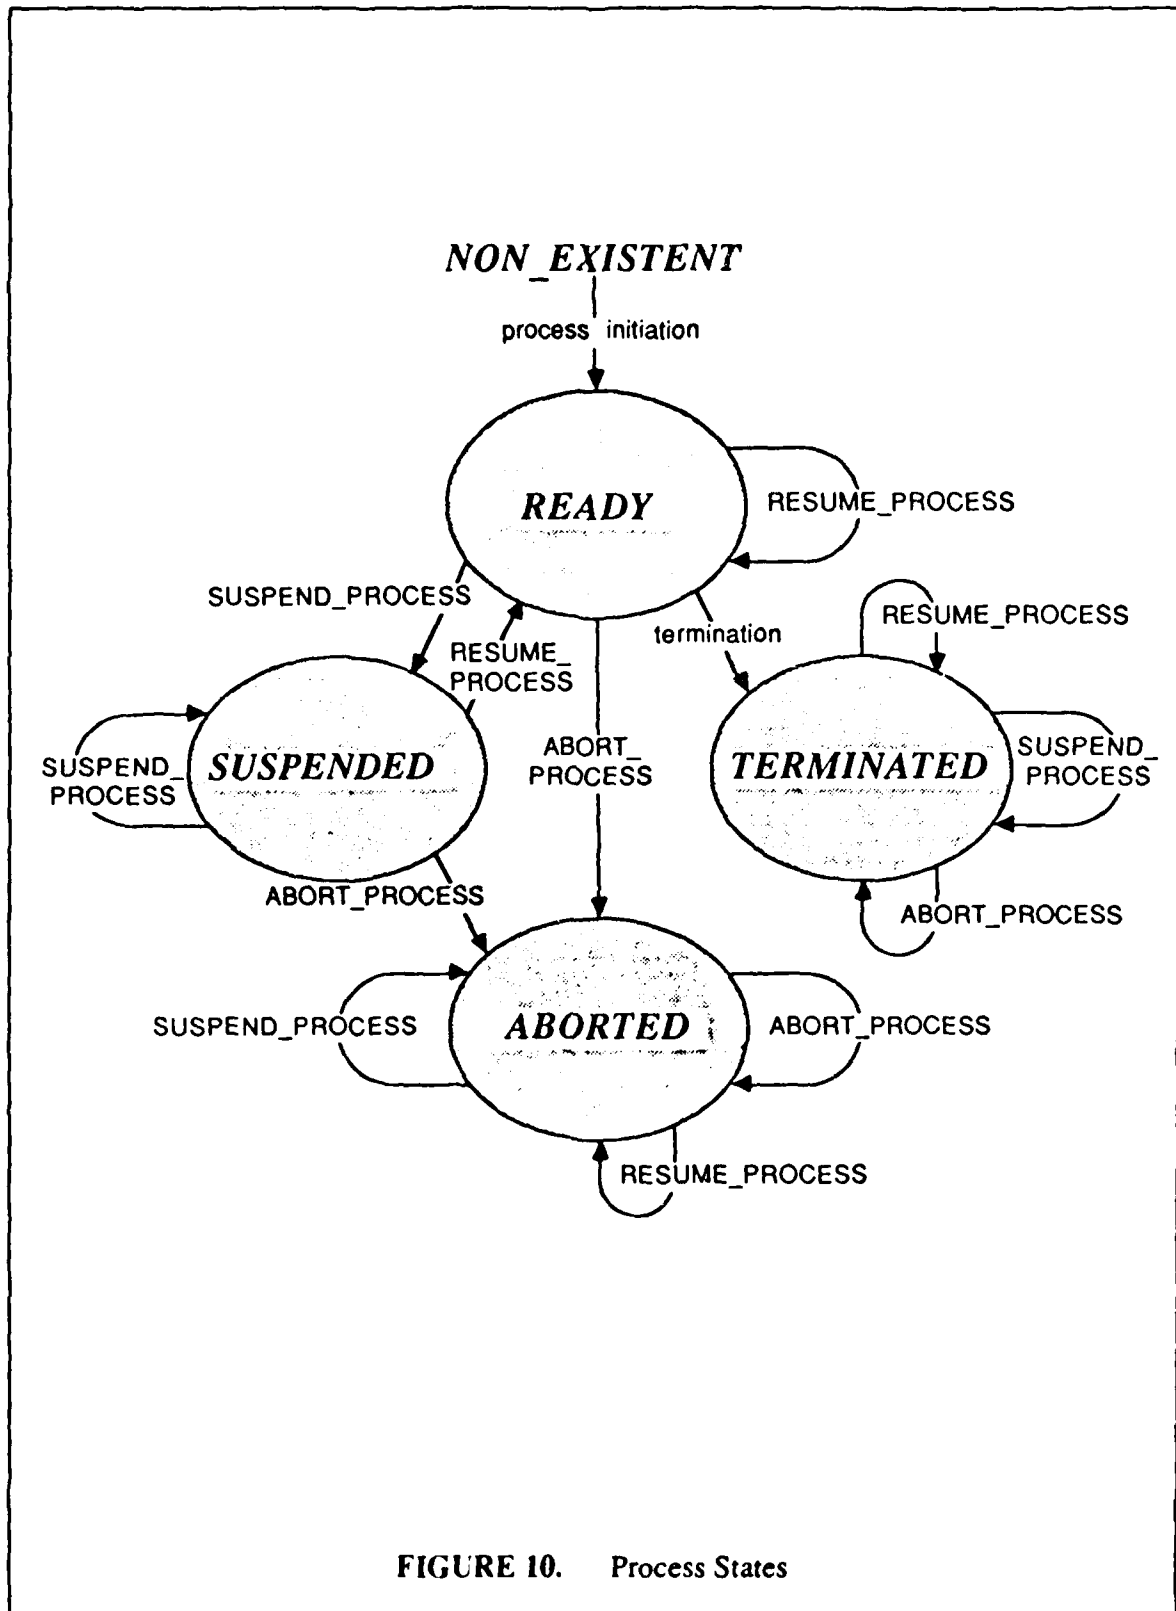 NON_EXISTENT
process initiation
READY
RESUME_PROCESS
SUSPEND_PROCESS
RESUME_
PROCESS
termination
RESUME_PROCESS
ABORT_
PROCESS
SUSPEND_
PROCESS
SUSPENDED
TERMINATED
SUSPEND_
PROCESS
ABORT_PROCESS
ABORT_PROCESS
SUSPEND_PROCESS
ABORTED
ABORT_PROCESS
RESUME_PROCESS
FIGURE 10. Process States